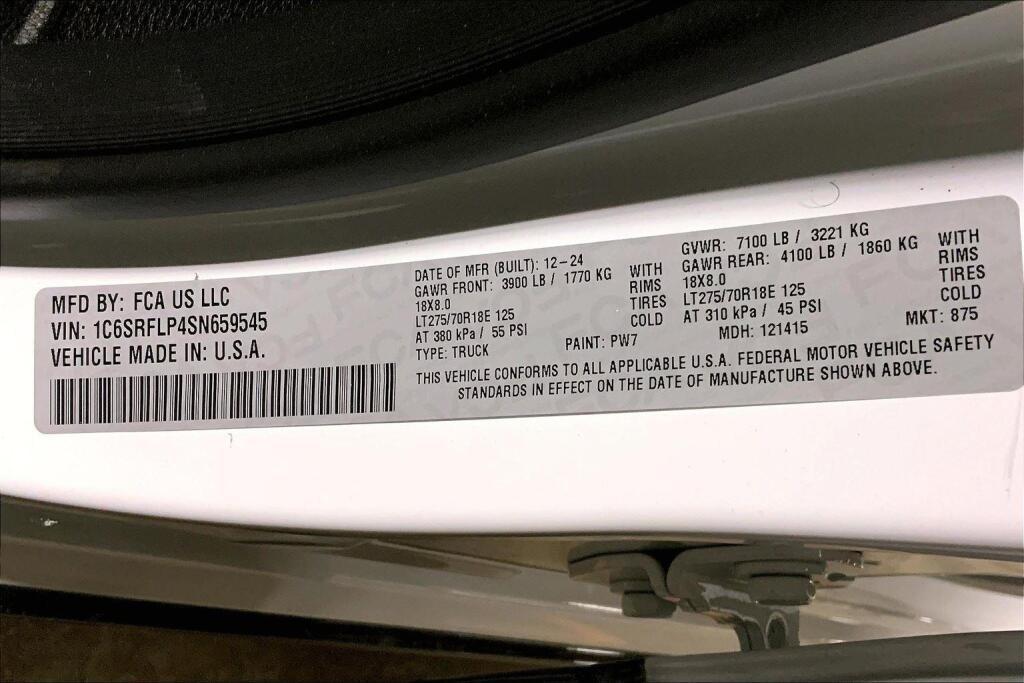 MFD BY: FCA US LLC
VIN: 1C6SRFLP4SN659545
VEHICLE MADE IN: U.S.A.
DATE OF MFR (BUILT): 12-24
GAWR FRONT: 3900 LB / 1770 KG WITH
18X8.0 RIMS
LT275/70R18E 125 TIRES
AT 380 kPa / 55 PSI COLD
TYPE: TRUCK PAINT: PW7
GVWR: 7100 LB / 3221 KG
GAWR REAR: 4100 LB / 1860 KG WITH
18X8.0 RIMS
LT275/70R18E 125 TIRES
AT 310 kPa / 45 PSI COLD
MDH: 121415 MKT: 875
THIS VEHICLE CONFORMS TO ALL APPLICABLE U.S.A. FEDERAL MOTOR VEHICLE SAFETY
STANDARDS IN EFFECT ON THE DATE OF MANUFACTURE SHOWN ABOVE.